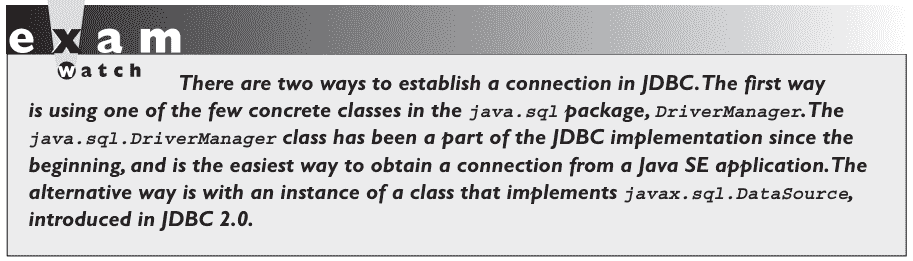 exam
watch
There are two ways to establish a connection in JDBC. The first way
is using one of the few concrete classes in the java.sql package, DriverManager. The
java.sql.DriverManager class has been a part of the JDBC implementation since the
beginning, and is the easiest way to obtain a connection from a Java SE application. The
alternative way is with an instance of a class that implements javax.sql.DataSource,
introduced in JDBC 2.0.